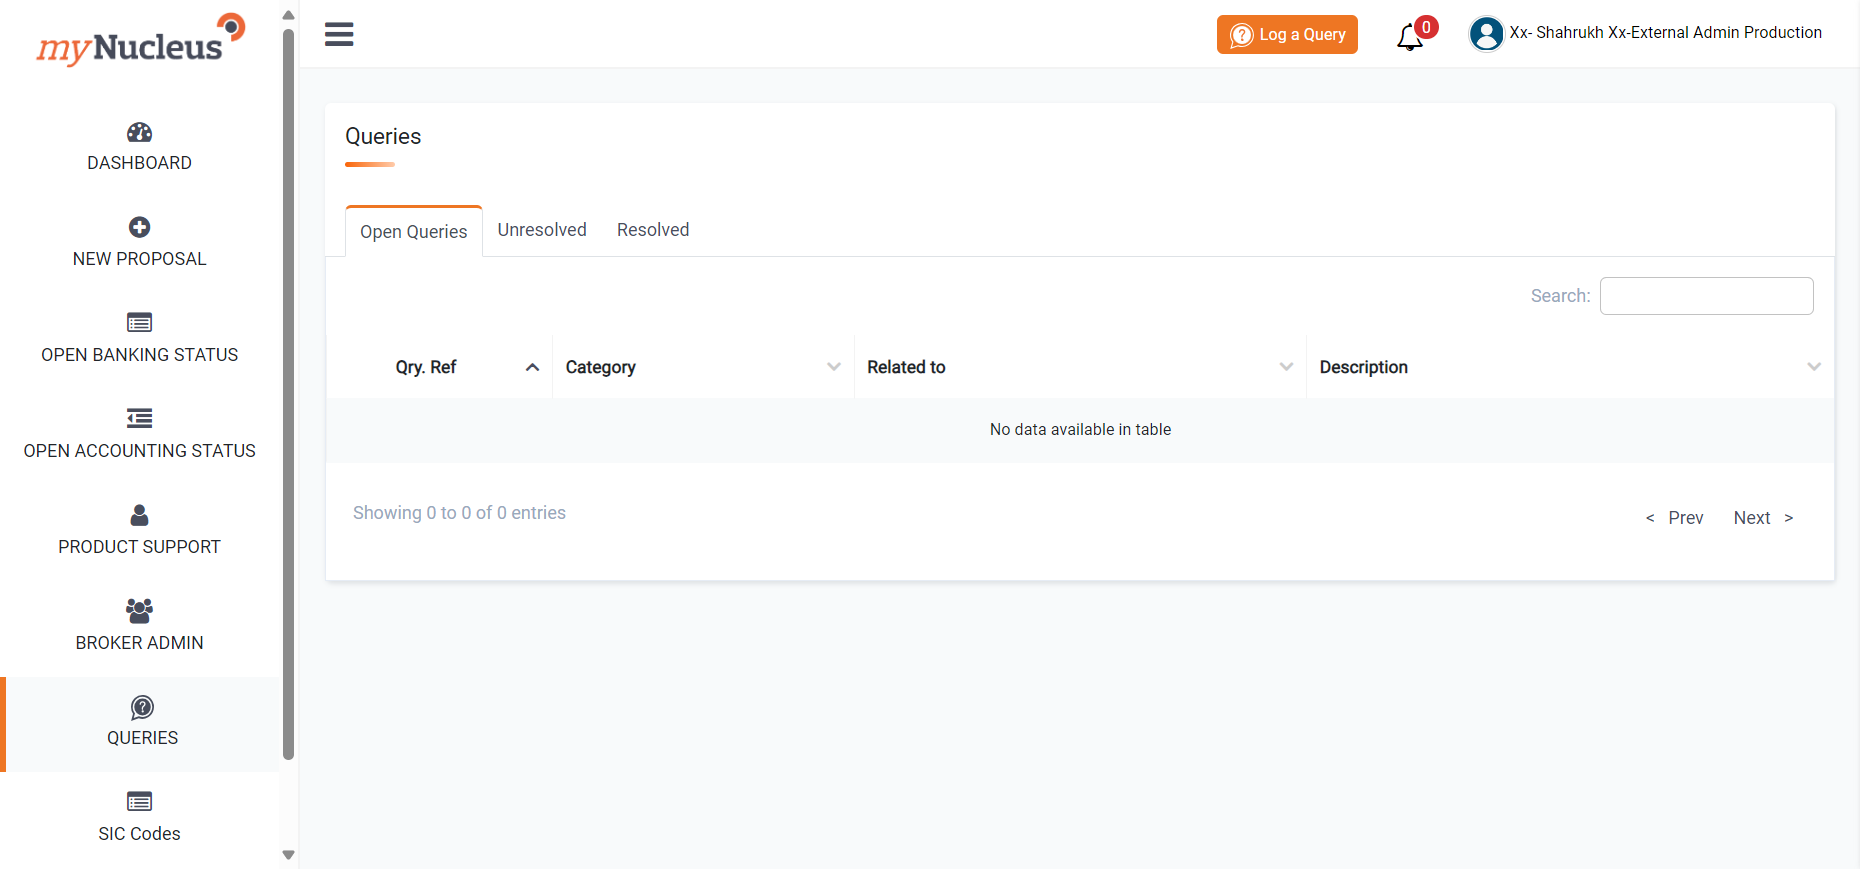 myNucleus
Log a Query
0
Xx- Shahrukh Xx-External Admin Production
DASHBOARD
NEW PROPOSAL
OPEN BANKING STATUS
OPEN ACCOUNTING STATUS
PRODUCT SUPPORT
BROKER ADMIN
QUERIES
SIC Codes
Queries
Open Queries Unresolved Resolved
Search:
Qry. Ref Category Related to Description
No data available in table
Showing 0 to 0 of 0 entries
< Prev Next >